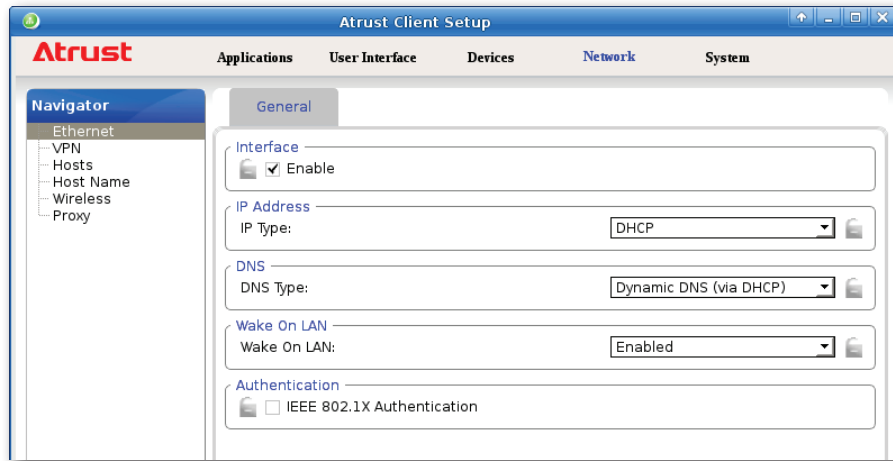 Atrust Client Setup
Atrust
Applications User Interface Devices Network System
Navigator
Ethernet
VPN
Hosts
Host Name
Wireless
Proxy
General
Interface
Enable
IP Address
IP Type: DHCP
DNS
DNS Type: Dynamic DNS (via DHCP)
Wake On LAN
Wake On LAN: Enabled
Authentication
IEEE 802.1X Authentication